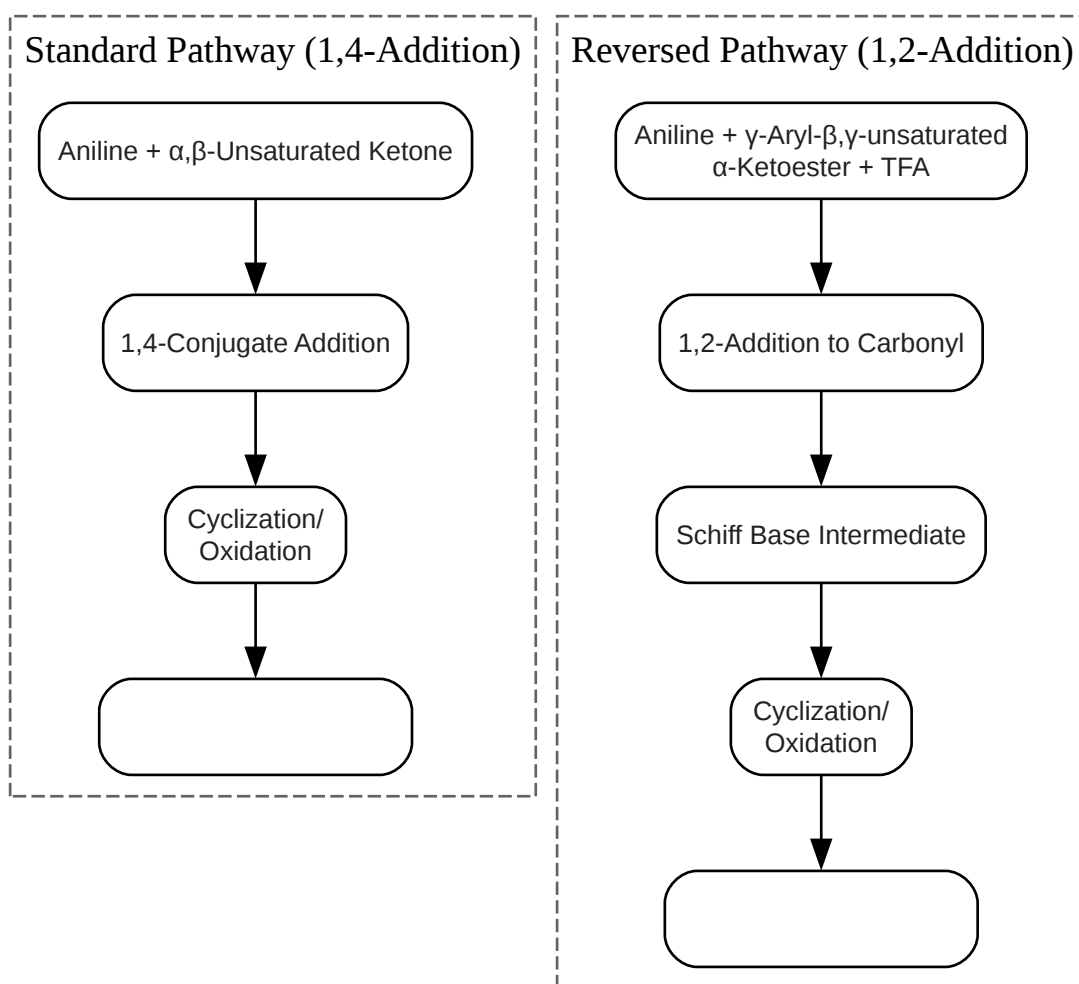 Standard Pathway (1,4-Addition)
Aniline + α,β-Unsaturated Ketone
1,4-Conjugate Addition
Cyclization/
Oxidation
Reversed Pathway (1,2-Addition)
Aniline + γ-Aryl-β,γ-unsaturated
α-Ketoester + TFA
1,2-Addition to Carbonyl
Schiff Base Intermediate
Cyclization/
Oxidation